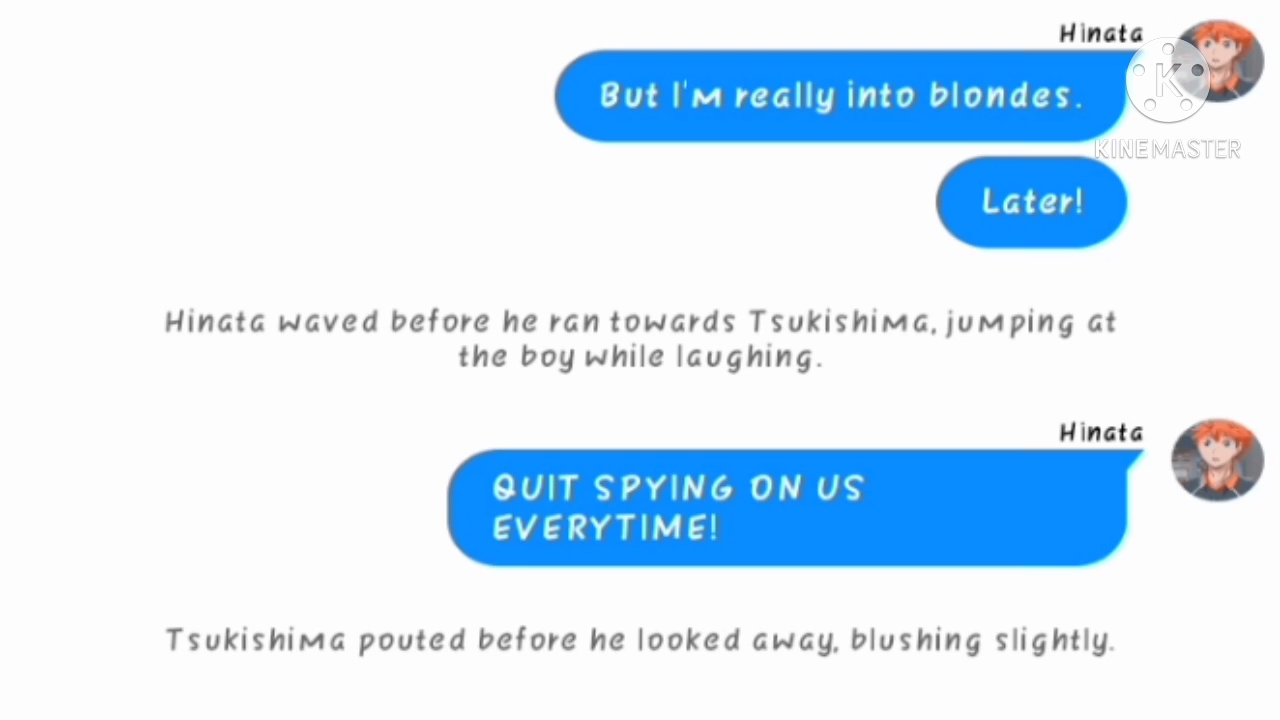 Hinata
But I'm really into blondes.
KINEMASTER
Later!
Hinata waved before he ran towards Tsukishima, jumping at
the boy while laughing.
Hinata
QUIT SPYING ON US
EVERYTIME!
Tsukishima pouted before he looked away, blushing slightly.